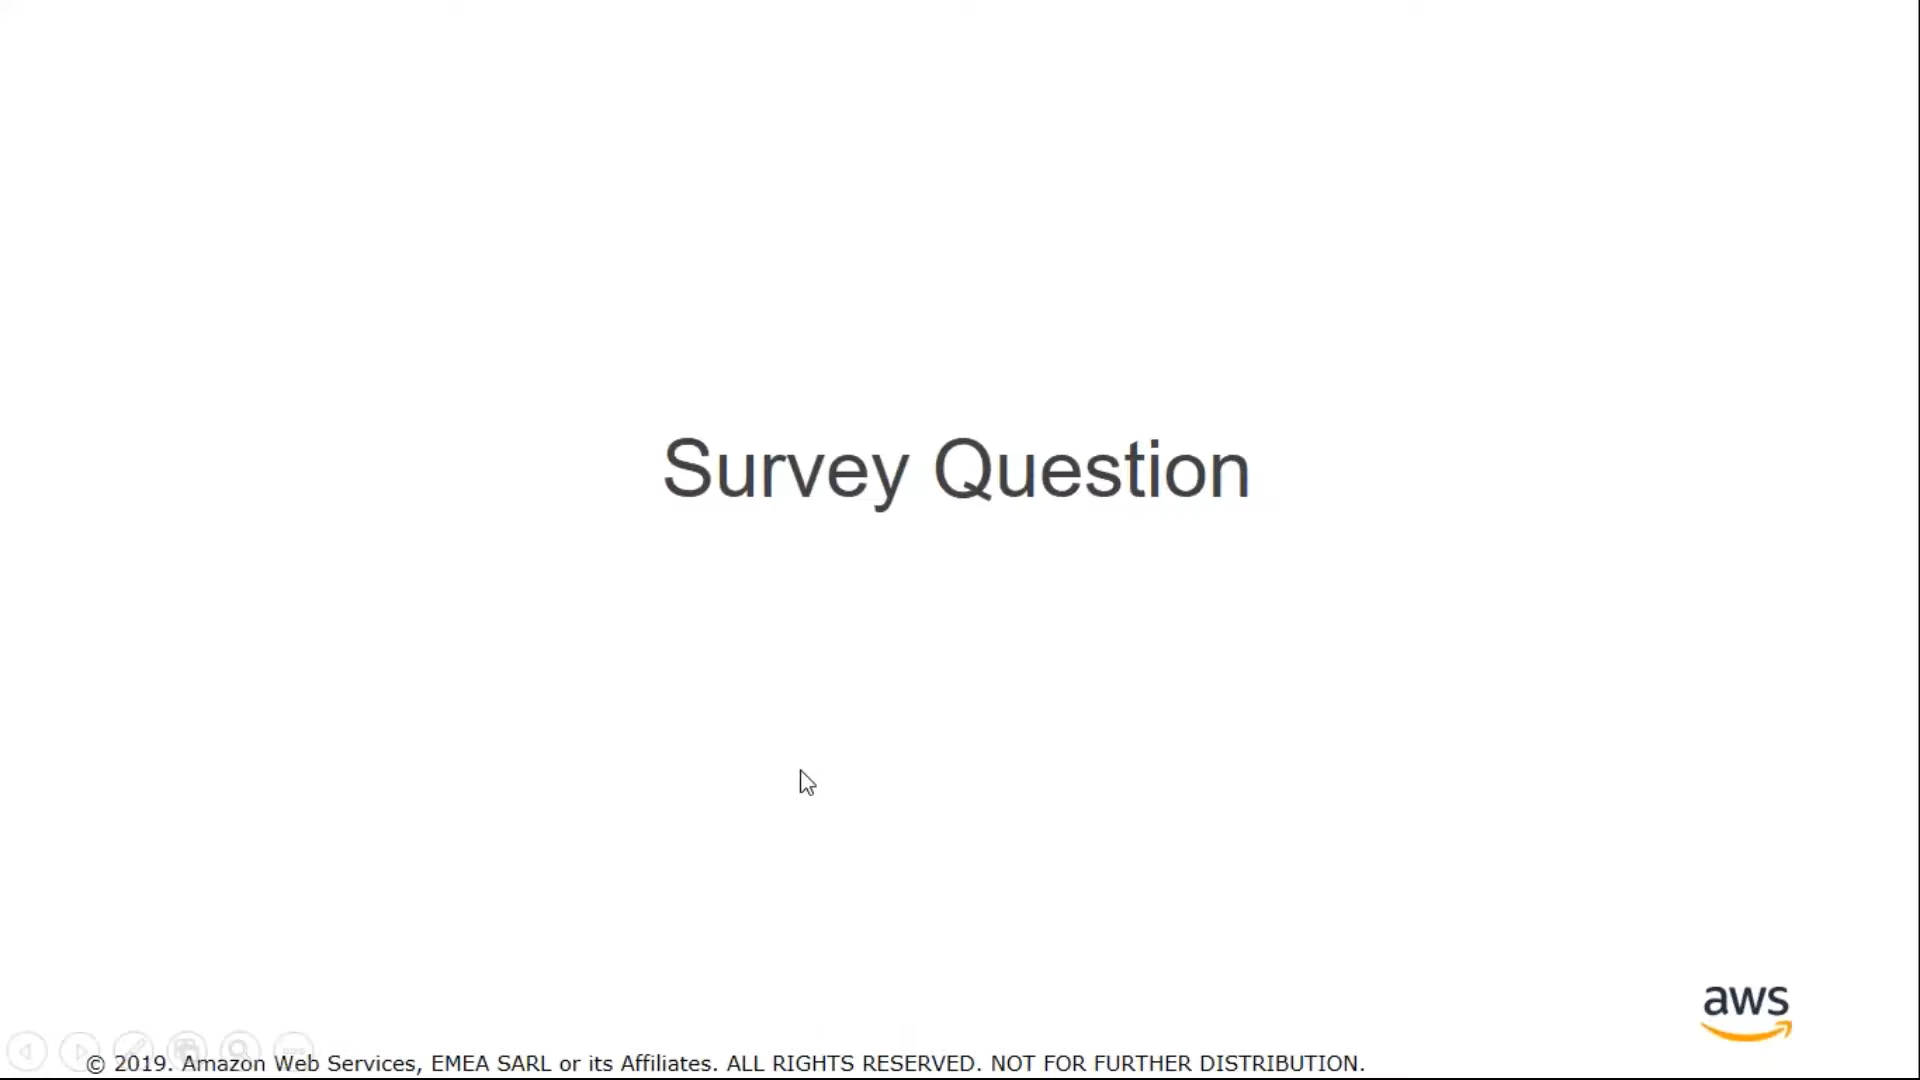 Survey Question
aws
© 2019. Amazon Web Services, EMEA SARL or its Affiliates. ALL RIGHTS RESERVED. NOT FOR FURTHER DISTRIBUTION.